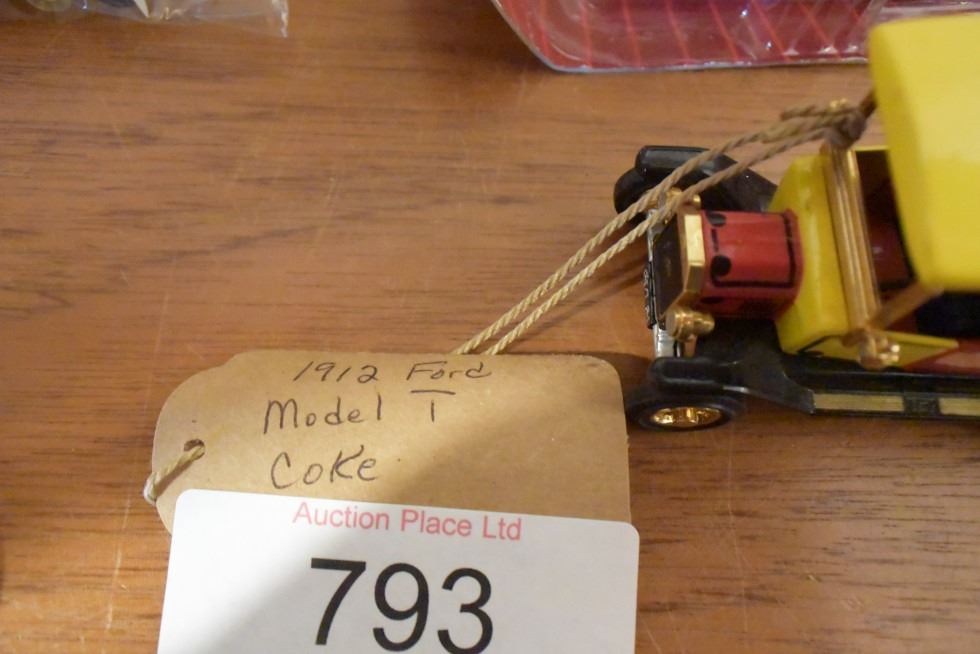 1912 Ford
Model T
Coke
Auction Place Ltd
793